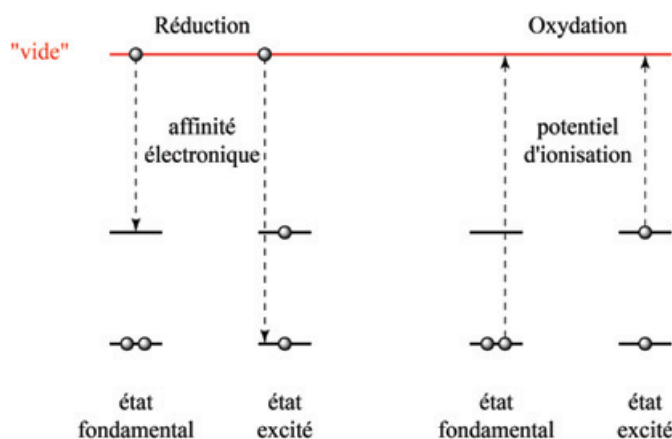 Réduction
Oxydation
"vide"
affinité
électronique
potentiel
d'ionisation
état
fondamental
état
excité
état
fondamental
état
excité